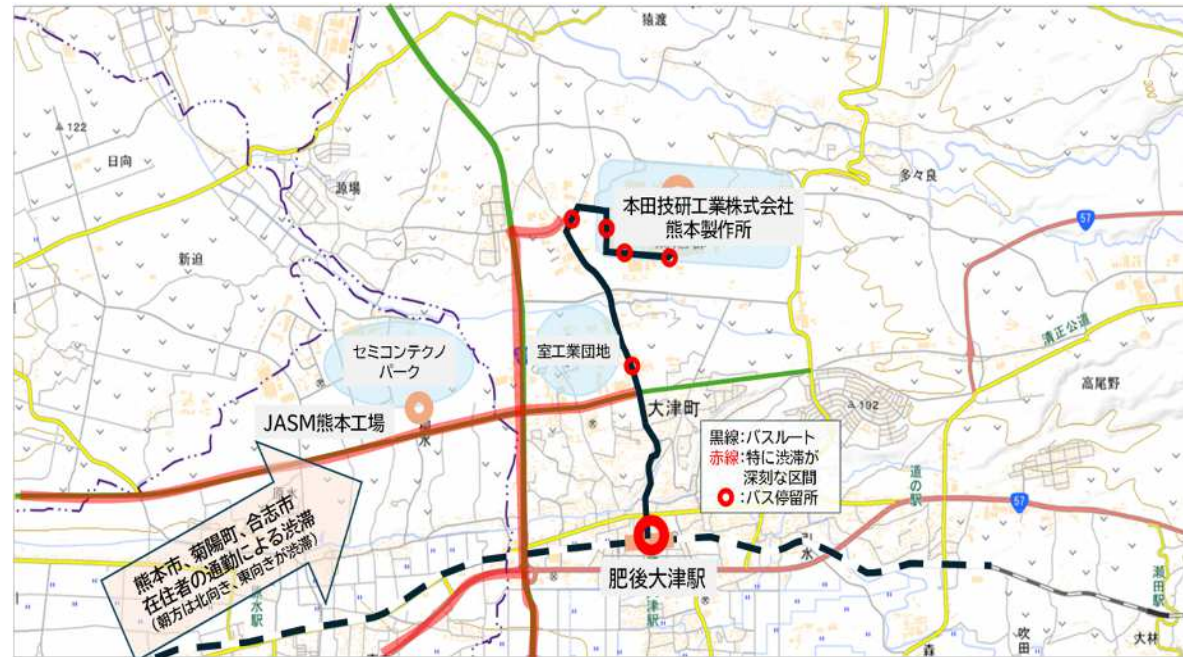 猿渡
122
日向
源場
多々良
本田技研工業株式会社
熊本製作所
57
新迫
清正公道
セミコンテクノ
パーク
室工業団地
高尾野
JASM熊本工場
大津町
192
黒線:バスルート
赤線:特に渋滞が
深刻な区間
:バス停留所
道の駅
57
熊本市、菊陽町、合志市
在住者の通勤による渋滞
(朝方は北向き、東向きが渋滞)
原水
肥後大津駅
瀬田駅
吹田
大林
森
300